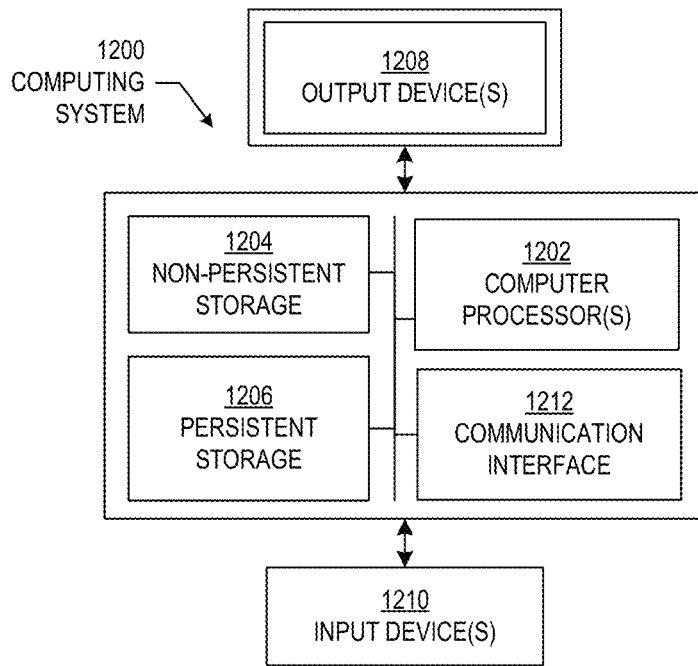 1200
COMPUTING
SYSTEM
1208
OUTPUT DEVICE(S)
1204
NON-PERSISTENT
STORAGE
1202
COMPUTER
PROCESSOR(S)
1206
PERSISTENT
STORAGE
1212
COMMUNICATION
INTERFACE
1210
INPUT DEVICE(S)